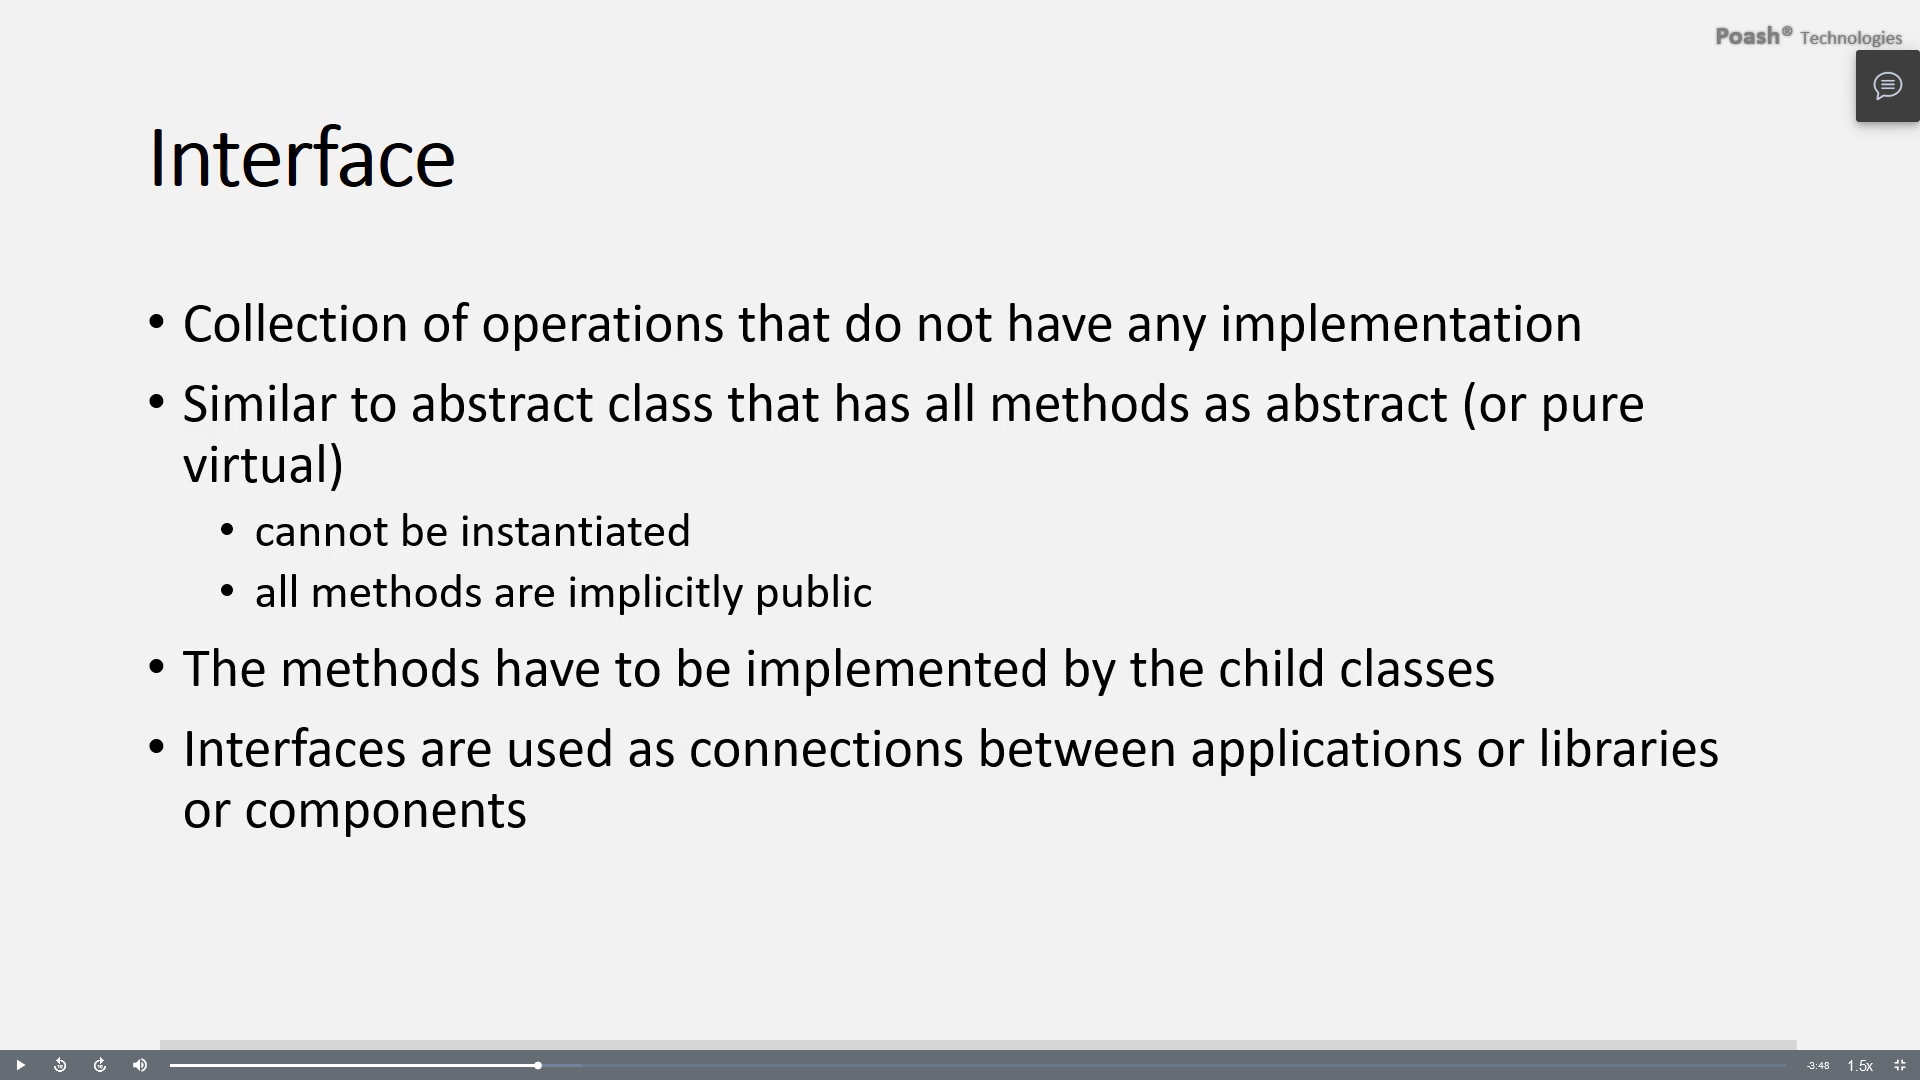 Poash® Technologies
Interface
• Collection of operations that do not have any implementation
• Similar to abstract class that has all methods as abstract (or pure
virtual)
• cannot be instantiated
• all methods are implicitly public
• The methods have to be implemented by the child classes
• Interfaces are used as connections between applications or libraries
or components
-3:48 1.5x